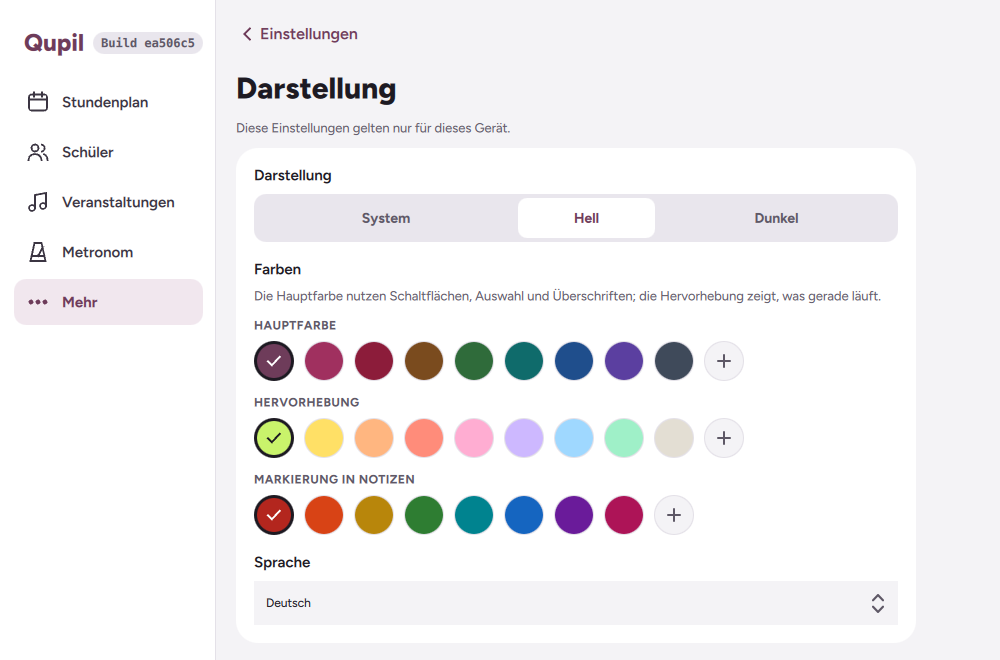 Qupil
Build ea506c5
Stundenplan
Schüler
Veranstaltungen
Metronom
Mehr
Einstellungen
Darstellung
Diese Einstellungen gelten nur für dieses Gerät.
Darstellung
System
Hell
Dunkel
Farben
Die Hauptfarbe nutzen Schaltflächen, Auswahl und Überschriften; die Hervorhebung zeigt, was gerade läuft.
HAUPTFARBE
HERVORHEBUNG
MARKIERUNG IN NOTIZEN
Sprache
Deutsch